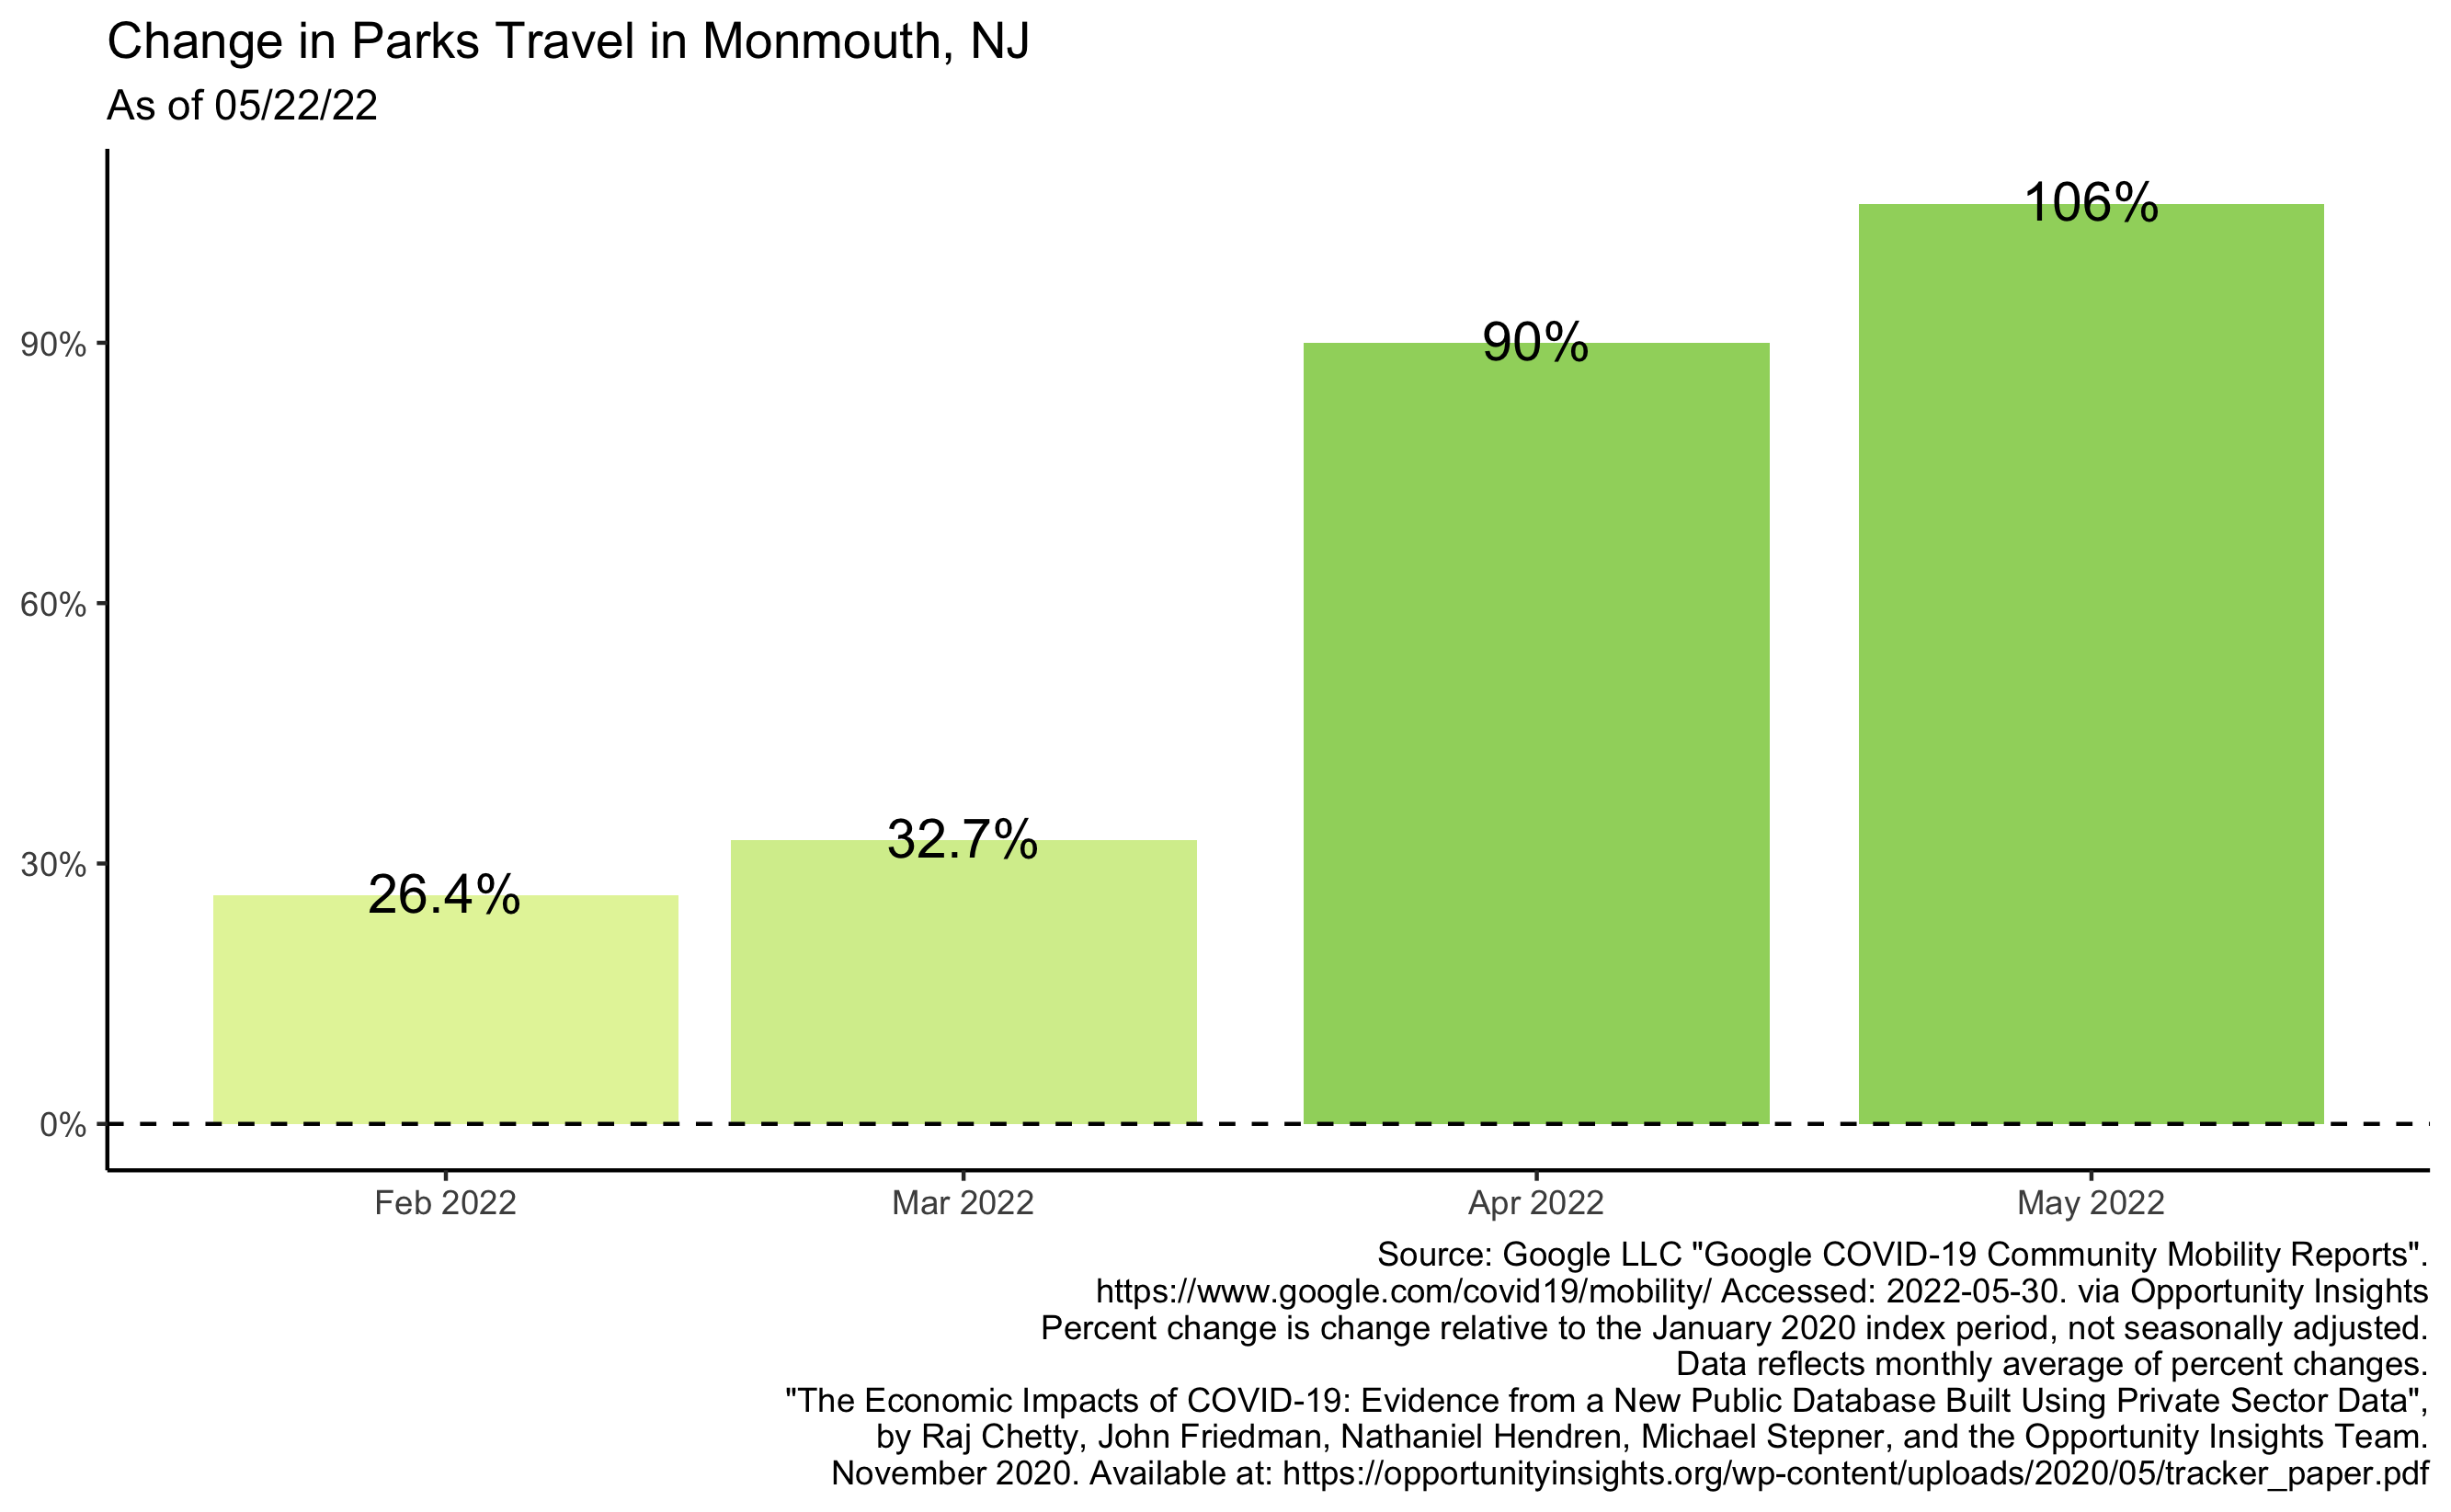 Change in Parks Travel in Monmouth, NJ
As of 05/22/22
106%
90%
90%
60%
32.7%
30%
26.4%
0%
Feb 2022
Mar 2022
Apr 2022
May 2022
Source: Google LLC "Google COVID-19 Community Mobility Reports".
https://www.google.com/covid19/mobility/ Accessed: 2022-05-30. via Opportunity Insights
Percent change is change relative to the January 2020 index period, not seasonally adjusted.
Data reflects monthly average of percent changes.
"The Economic Impacts of COVID-19: Evidence from a New Public Database Built Using Private Sector Data",
by Raj Chetty, John Friedman, Nathaniel Hendren, Michael Stepner, and the Opportunity Insights Team.
November 2020. Available at: https://opportunityinsights.org/wp-content/uploads/2020/05/tracker_paper.pdf